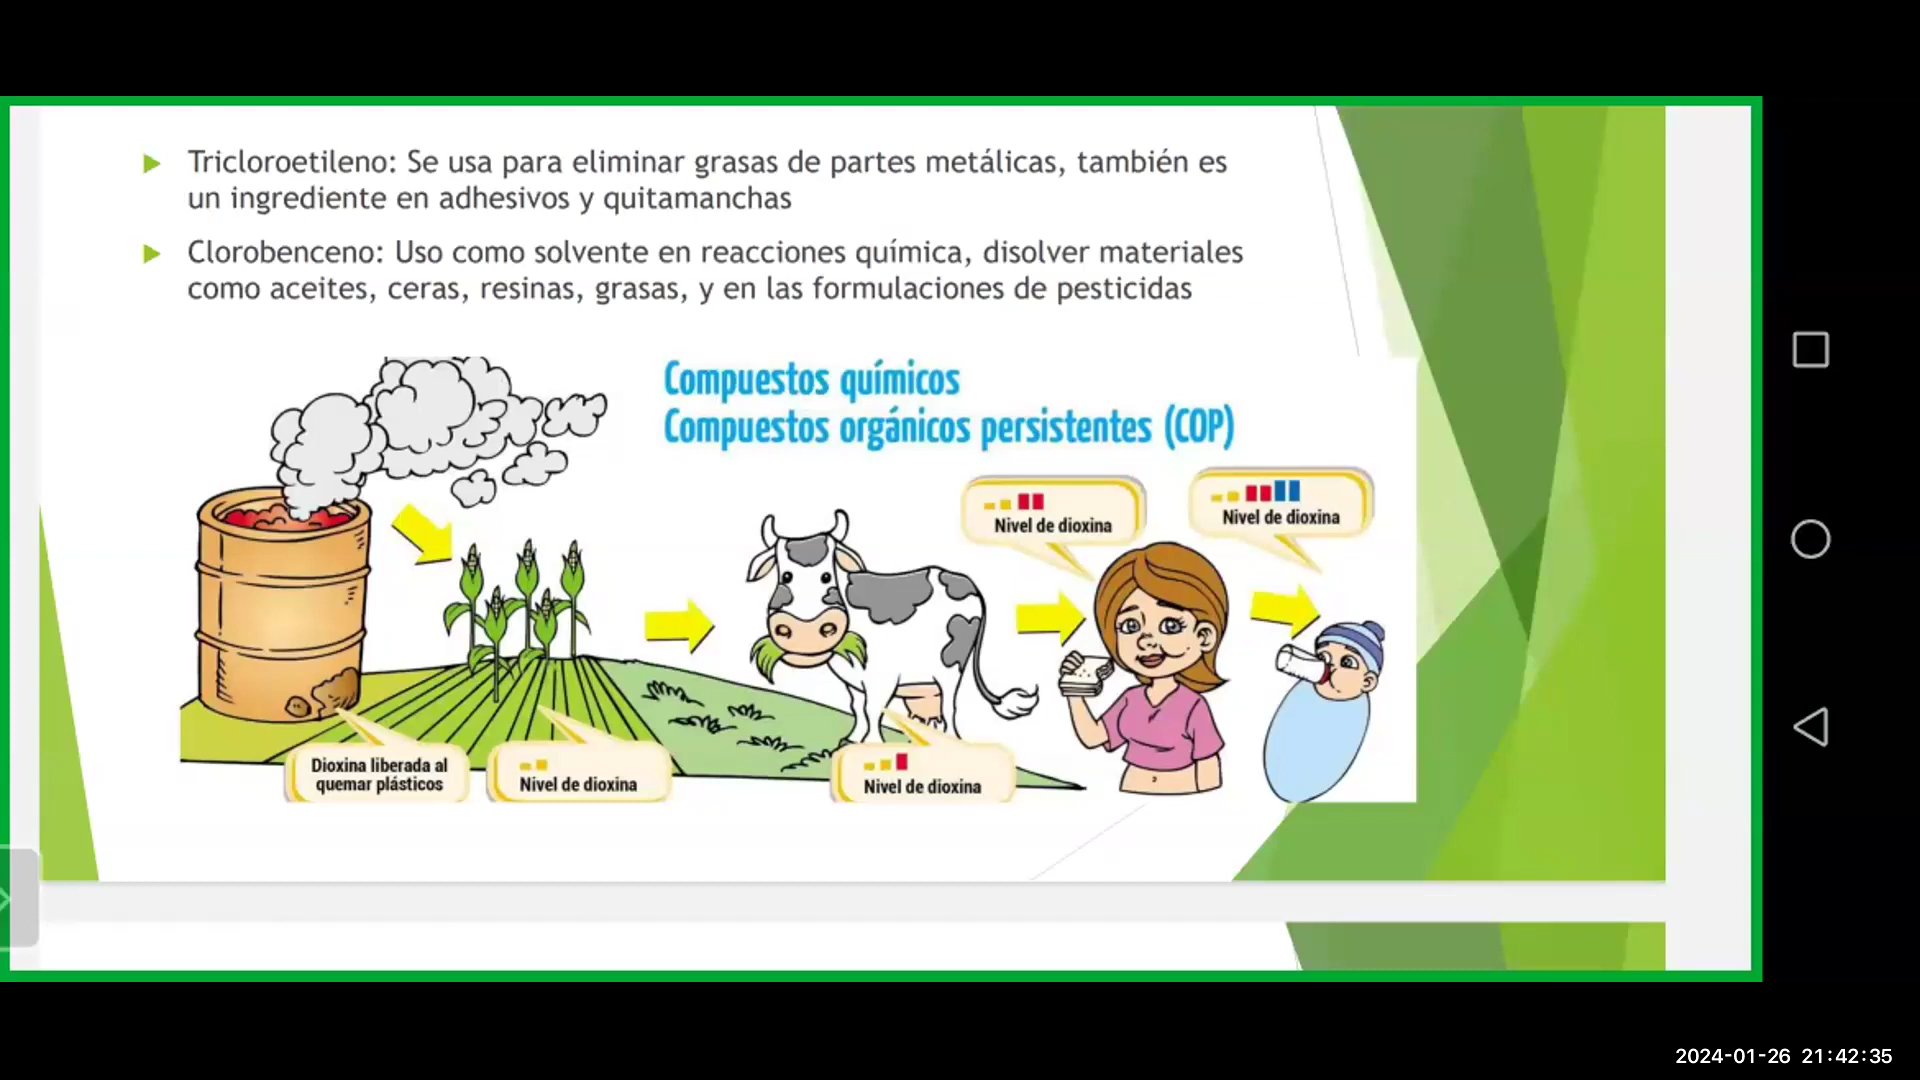 Tricloroetileno: Se usa para eliminar grasas de partes metálicas, también es
un ingrediente en adhesivos y quitamanchas
Clorobenceno: Uso como solvente en reacciones química, disolver materiales
como aceites, ceras, resinas, grasas, y en las formulaciones de pesticidas
Compuestos químicos
Compuestos orgánicos persistentes (COP)
Nivel de dioxina
Nivel de dioxina
Dioxina liberada al
quemar plásticos
Nivel de dioxina
Nivel de dioxina
2024-01-26 21:42:35